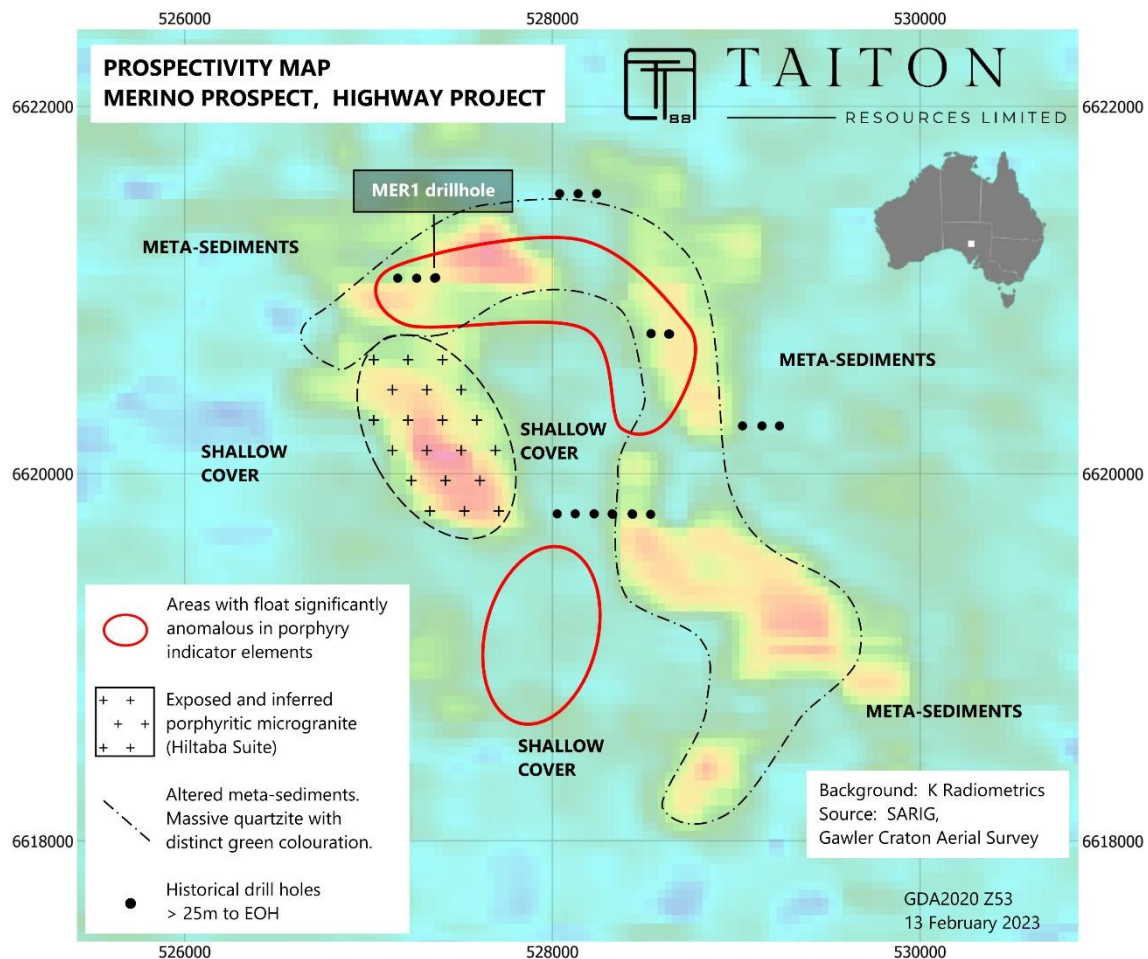 526000
528000
530000
PROSPECTIVITY MAP
MERINO PROSPECT, HIGHWAY PROJECT
TT
88
TAITON
RESOURCES LIMITED
6622000
6622000
MER1 drillhole
META-SEDIMENTS
META-SEDIMENTS
SHALLOW
COVER
SHALLOW
COVER
6620000
6620000
META-SEDIMENTS
SHALLOW
COVER
Areas with float significantly
anomalous in porphyry
indicator elements
Exposed and inferred
porphyritic microgranite
(Hiltaba Suite)
Altered meta-sediments.
Massive quartzite with
distinct green colouration.
Historical drill holes
> 25m to EOH
Background: K Radiometrics
Source: SARIG,
Gawler Craton Aerial Survey
6618000
6618000
GDA2020 Z53
13 February 2023
526000
528000
530000